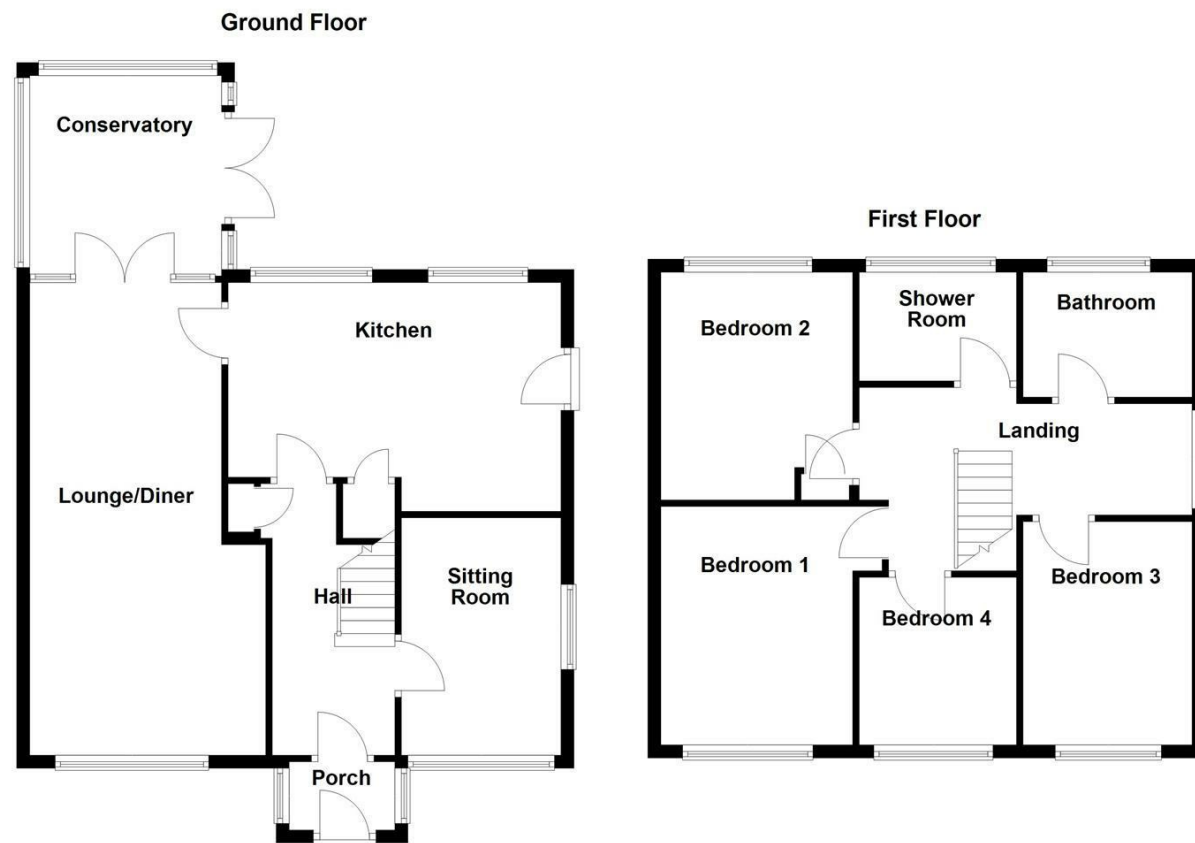 Ground Floor
Conservatory
Kitchen
Lounge/Diner
Hall
Sitting
Room
Porch
First Floor
Bedroom 2
Shower
Room
Bathroom
Landing
Bedroom 1
Bedroom 4
Bedroom 3